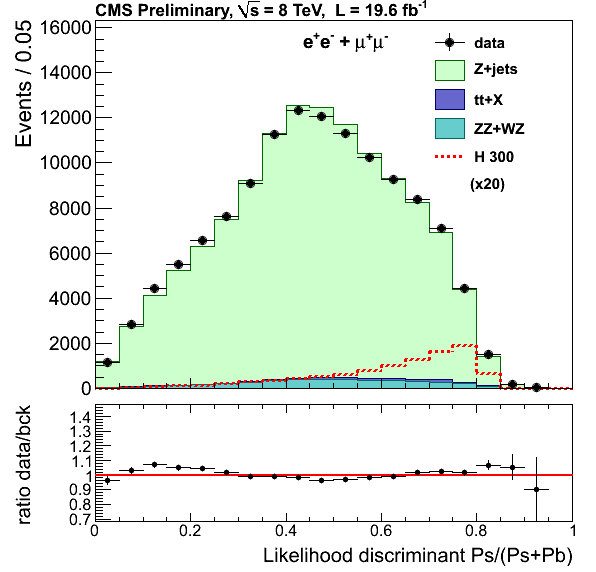 CMS Preliminary, √s = 8 TeV, L = 19.6 fb⁻¹
e⁺e⁻ + μ⁺μ⁻
data
Z+jets
tt+X
ZZ+WZ
H 300
(x20)
Events / 0.05
16000
14000
12000
10000
8000
6000
4000
2000
0
ratio data/bck
1.4
1.3
1.2
1.1
1
0.9
0.8
0.7
0 0.2 0.4 0.6 0.8 1
Likelihood discriminant Ps/(Ps+Pb)